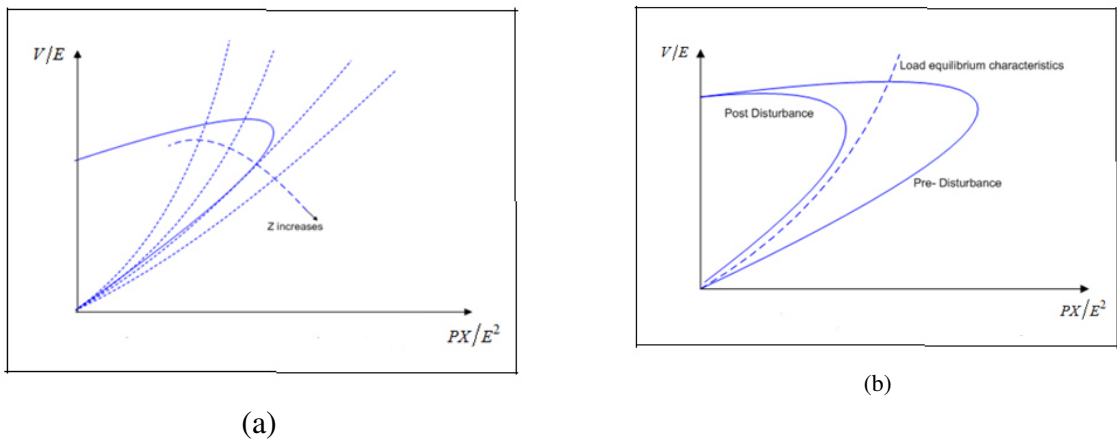 V/E
Z increases
PX/E²
(a)
V/E
Load equilibrium characteristics
Post Disturbance
Pre- Disturbance
PX/E²
(b)